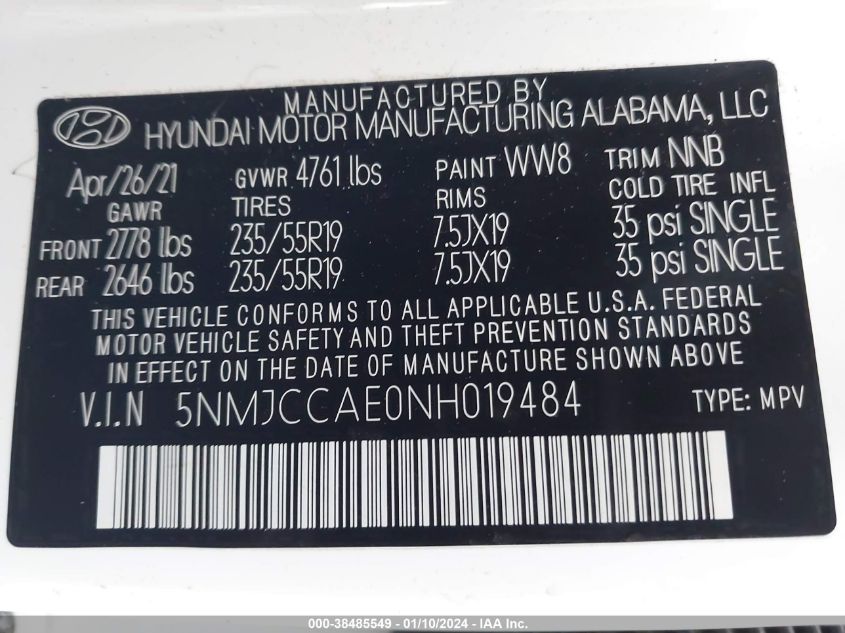 MANUFACTURED BY
HYUNDAI MOTOR MANUFACTURING ALABAMA, LLC
Apr/26/21 GVWR 4761 lbs PAINT WW8 TRIM NNB
GAWR TIRES RIMS COLD TIRE INFL
FRONT 2778 lbs 235/55R19 7.5JX19 35 psi SINGLE
REAR 2646 lbs 235/55R19 7.5JX19 35 psi SINGLE
THIS VEHICLE CONFORMS TO ALL APPLICABLE U.S.A. FEDERAL
MOTOR VEHICLE SAFETY AND THEFT PREVENTION STANDARDS
IN EFFECT ON THE DATE OF MANUFACTURE SHOWN ABOVE
V.I.N 5NMJCCAE0NH019484 TYPE: MPV
000-38485549 - 01/10/2024 - IAA Inc.